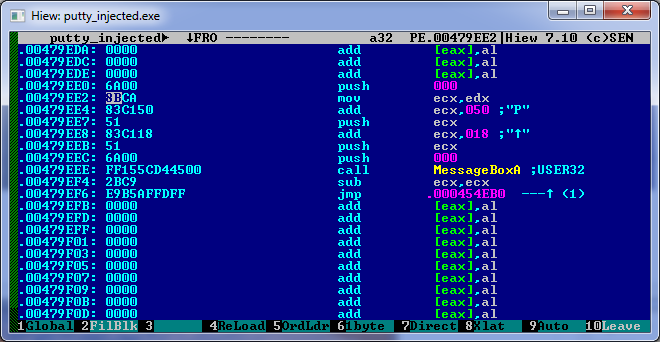 Hiew: putty_injected.exe
putty_injected► ↓FRO -------- a32 PE.00479EE2|Hiew 7.10 (c)SEN
.00479EDA: 0000 add [eax],al
.00479EDC: 0000 add [eax],al
.00479EDE: 0000 add [eax],al
.00479EE0: 6A00 push 000
.00479EE2: 8BCA mov ecx,edx
.00479EE4: 83C150 add ecx,050 ;"P"
.00479EE7: 51 push ecx
.00479EE8: 83C118 add ecx,018 ;"↑"
.00479EEB: 51 push ecx
.00479EEC: 6A00 push 000
.00479EEE: FF155CD44500 call MessageBoxA ;USER32
.00479EF4: 2BC9 sub ecx,ecx
.00479EF6: E9B5AFFDFF jmp .000454EB0 ---↑ (1)
.00479EFB: 0000 add [eax],al
.00479EFD: 0000 add [eax],al
.00479EFF: 0000 add [eax],al
.00479F01: 0000 add [eax],al
.00479F03: 0000 add [eax],al
.00479F05: 0000 add [eax],al
.00479F07: 0000 add [eax],al
.00479F09: 0000 add [eax],al
.00479F0B: 0000 add [eax],al
.00479F0D: 0000 add [eax],al
1Global 2FilBlk 3 4ReLoad 5OrdLdr 6ibyte 7Direct 8Xlat 9Auto 10Leave